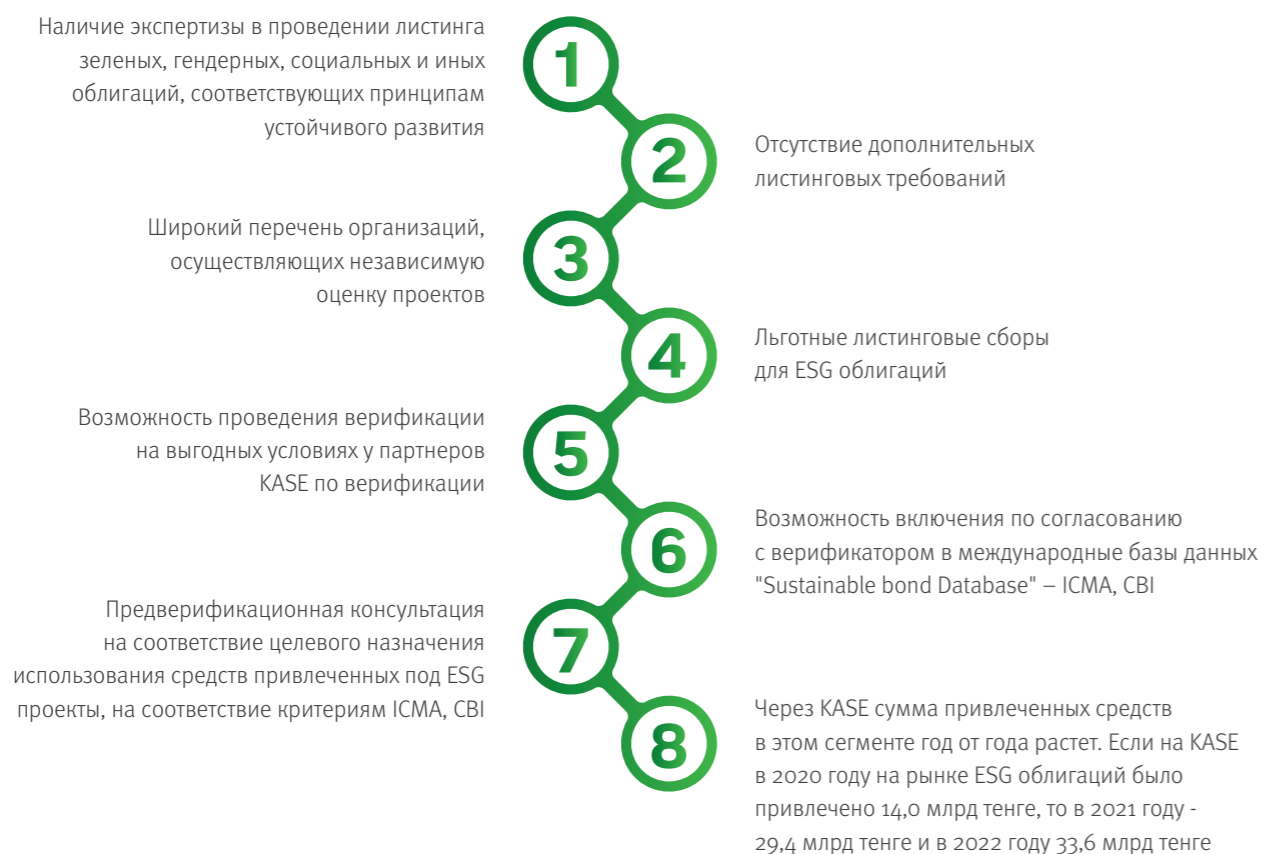 Наличие экспертизы в проведении листинга
зеленых, гендерных, социальных и иных
облигаций, соответствующих принципам
устойчивого развития
1
2
Отсутствие дополнительных
листинговых требований
Широкий перечень организаций,
осуществляющих независимую
оценку проектов
3
4
Льготные листинговые сборы
для ESG облигаций
Возможность проведения верификации
на выгодных условиях у партнеров
KASE по верификации
5
6
Возможность включения по согласованию
с верификатором в международные базы данных
"Sustainable bond Database" – ICMA, CBI
Предверификационная консультация
на соответствие целевого назначения
использования средств привлеченных под ESG
проекты, на соответствие критериям ICMA, CBI
7
8
Через KASE сумма привлеченных средств
в этом сегменте год от года растет. Если на KASE
в 2020 году на рынке ESG облигаций было
привлечено 14,0 млрд тенге, то в 2021 году -
29,4 млрд тенге и в 2022 году 33,6 млрд тенге